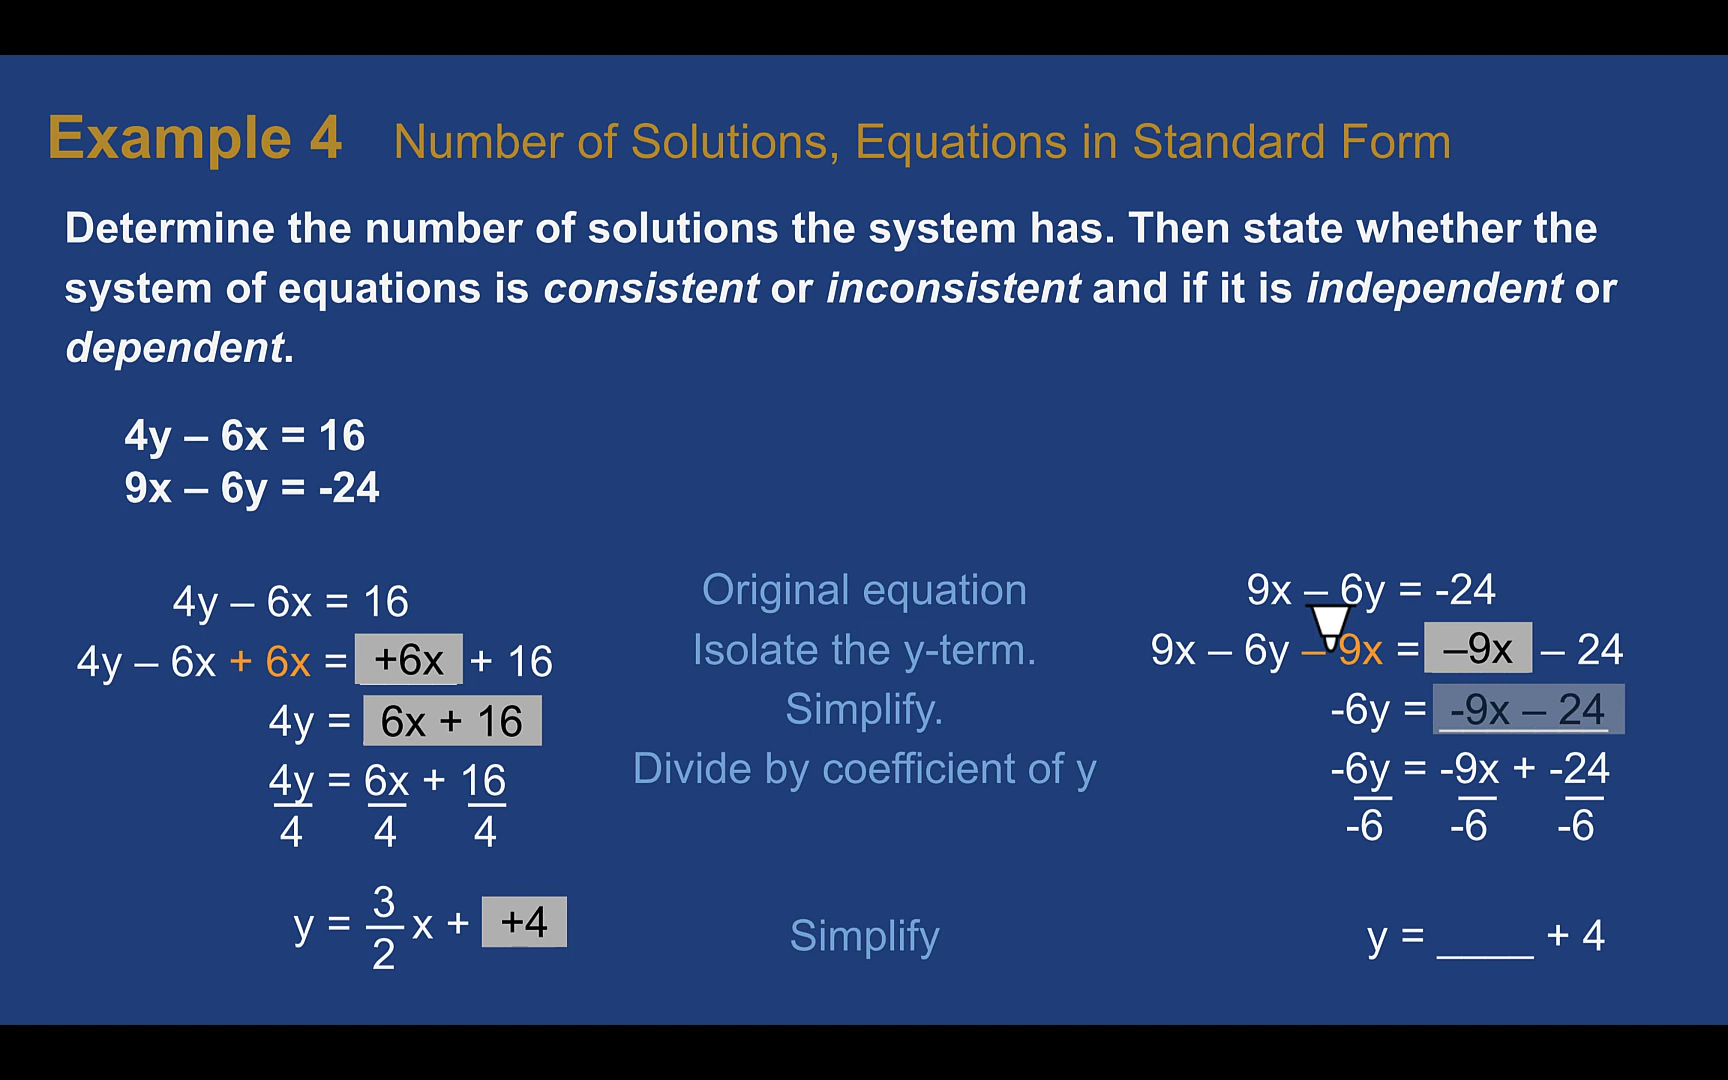 Example 4 Number of Solutions, Equations in Standard Form
Determine the number of solutions the system has. Then state whether the
system of equations is consistent or inconsistent and if it is independent or
dependent.
4y – 6x = 16
9x – 6y = -24
4y – 6x = 16
4y – 6x + 6x = +6x + 16
4y = 6x + 16
4y = 6x + 16
4 4 4
y = 3/2 x + +4
Original equation
Isolate the y-term.
Simplify.
Divide by coefficient of y
Simplify
9x – 6y = -24
9x – 6y – 9x = –9x – 24
-6y = -9x – 24
-6y = -9x + -24
-6 -6 -6
y = ____ + 4